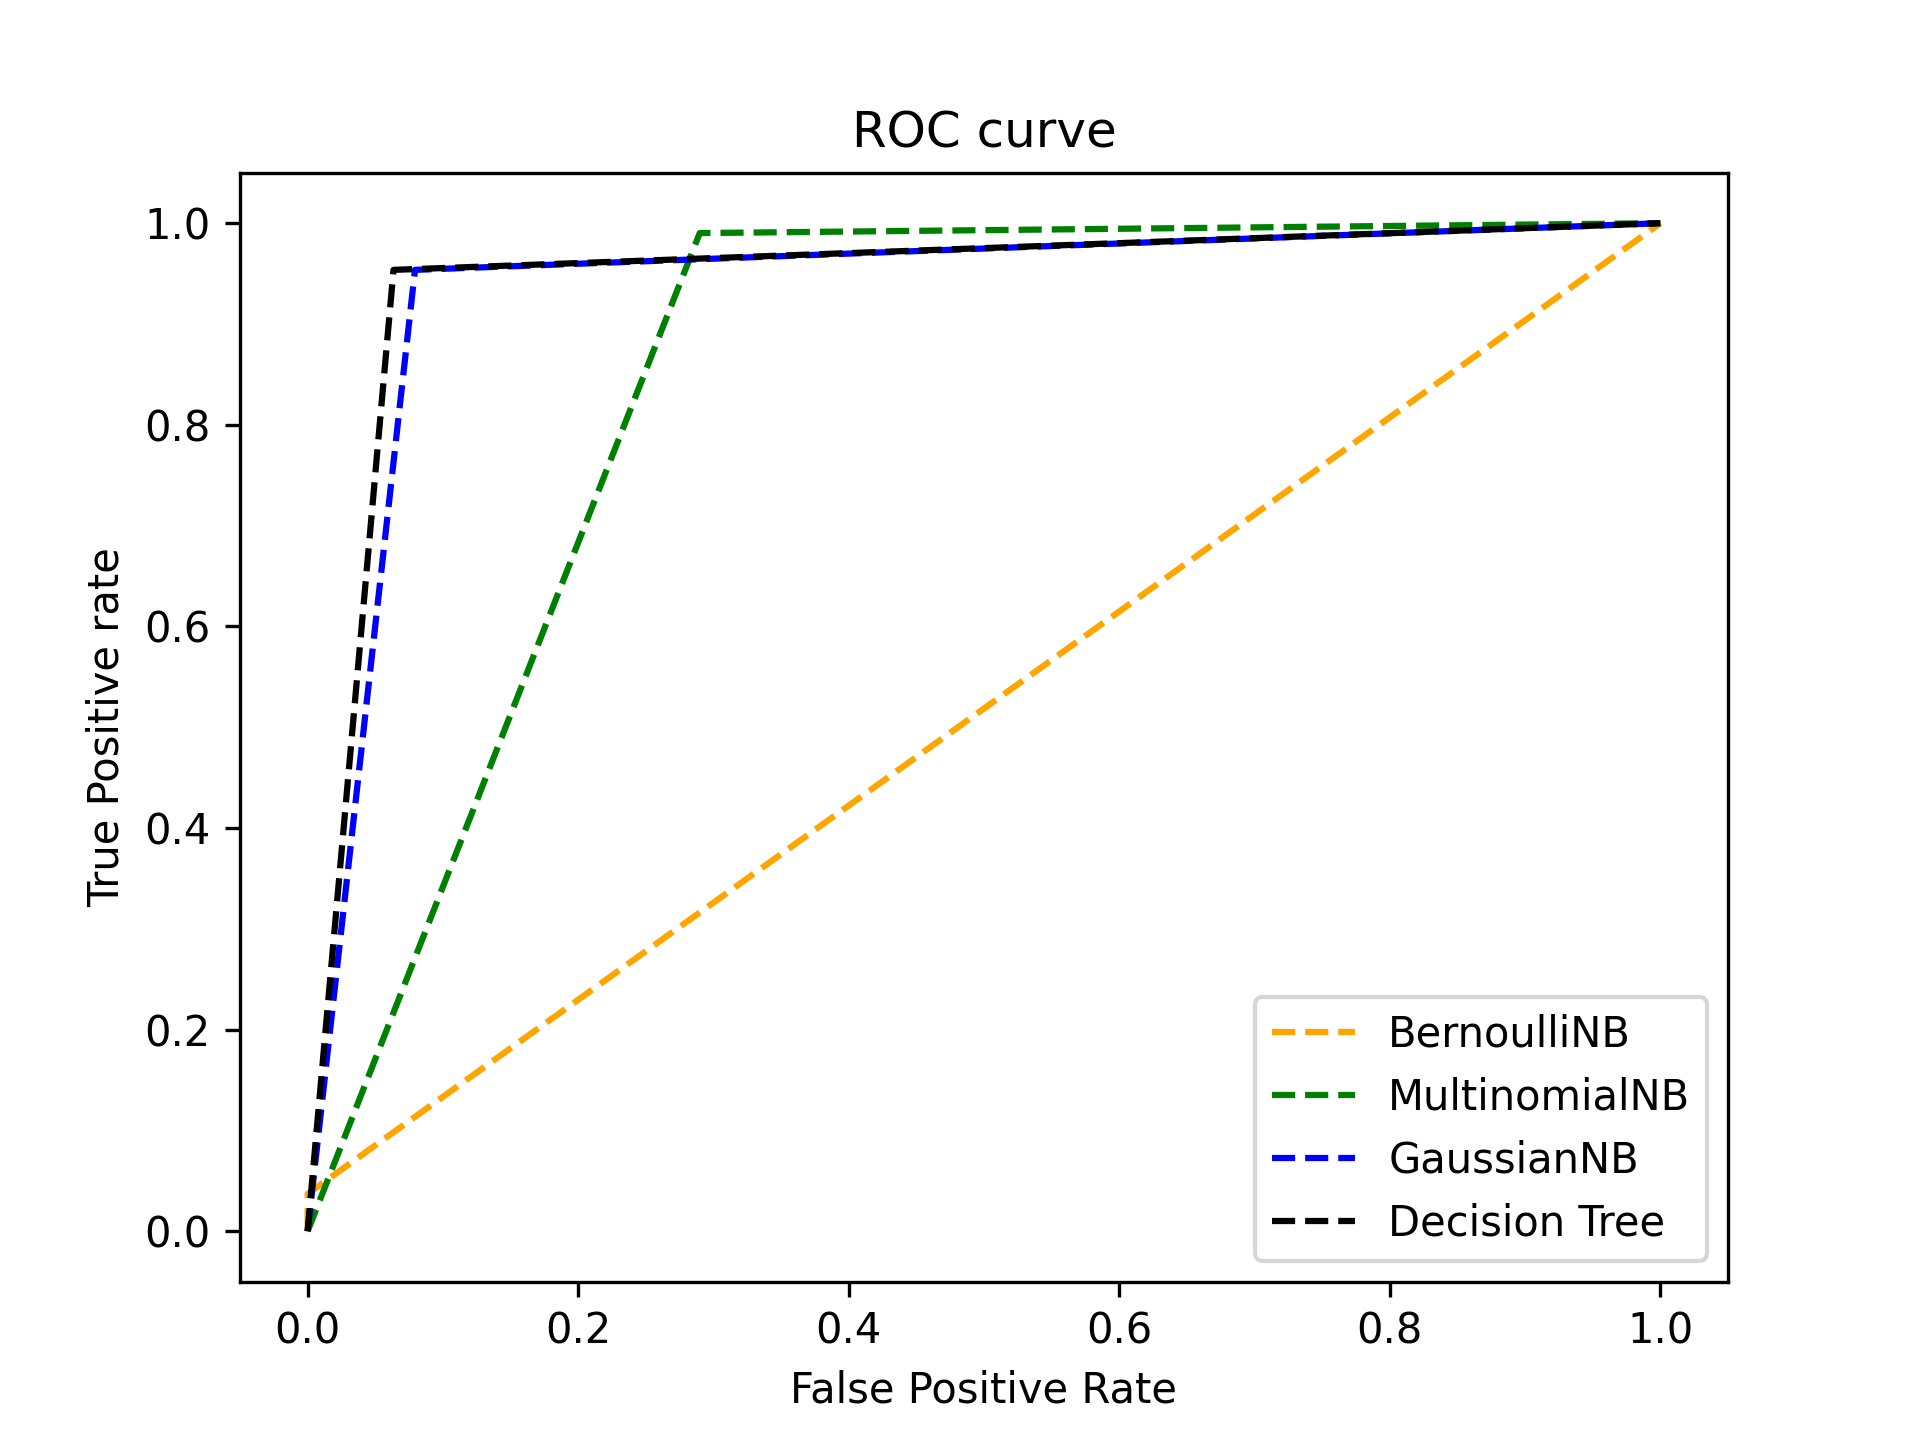 ROC curve
1.0
0.8
0.6
0.4
0.2
0.0
True Positive rate
BernoulliNB
MultinomialNB
GaussianNB
Decision Tree
0.0 0.2 0.4 0.6 0.8 1.0
False Positive Rate